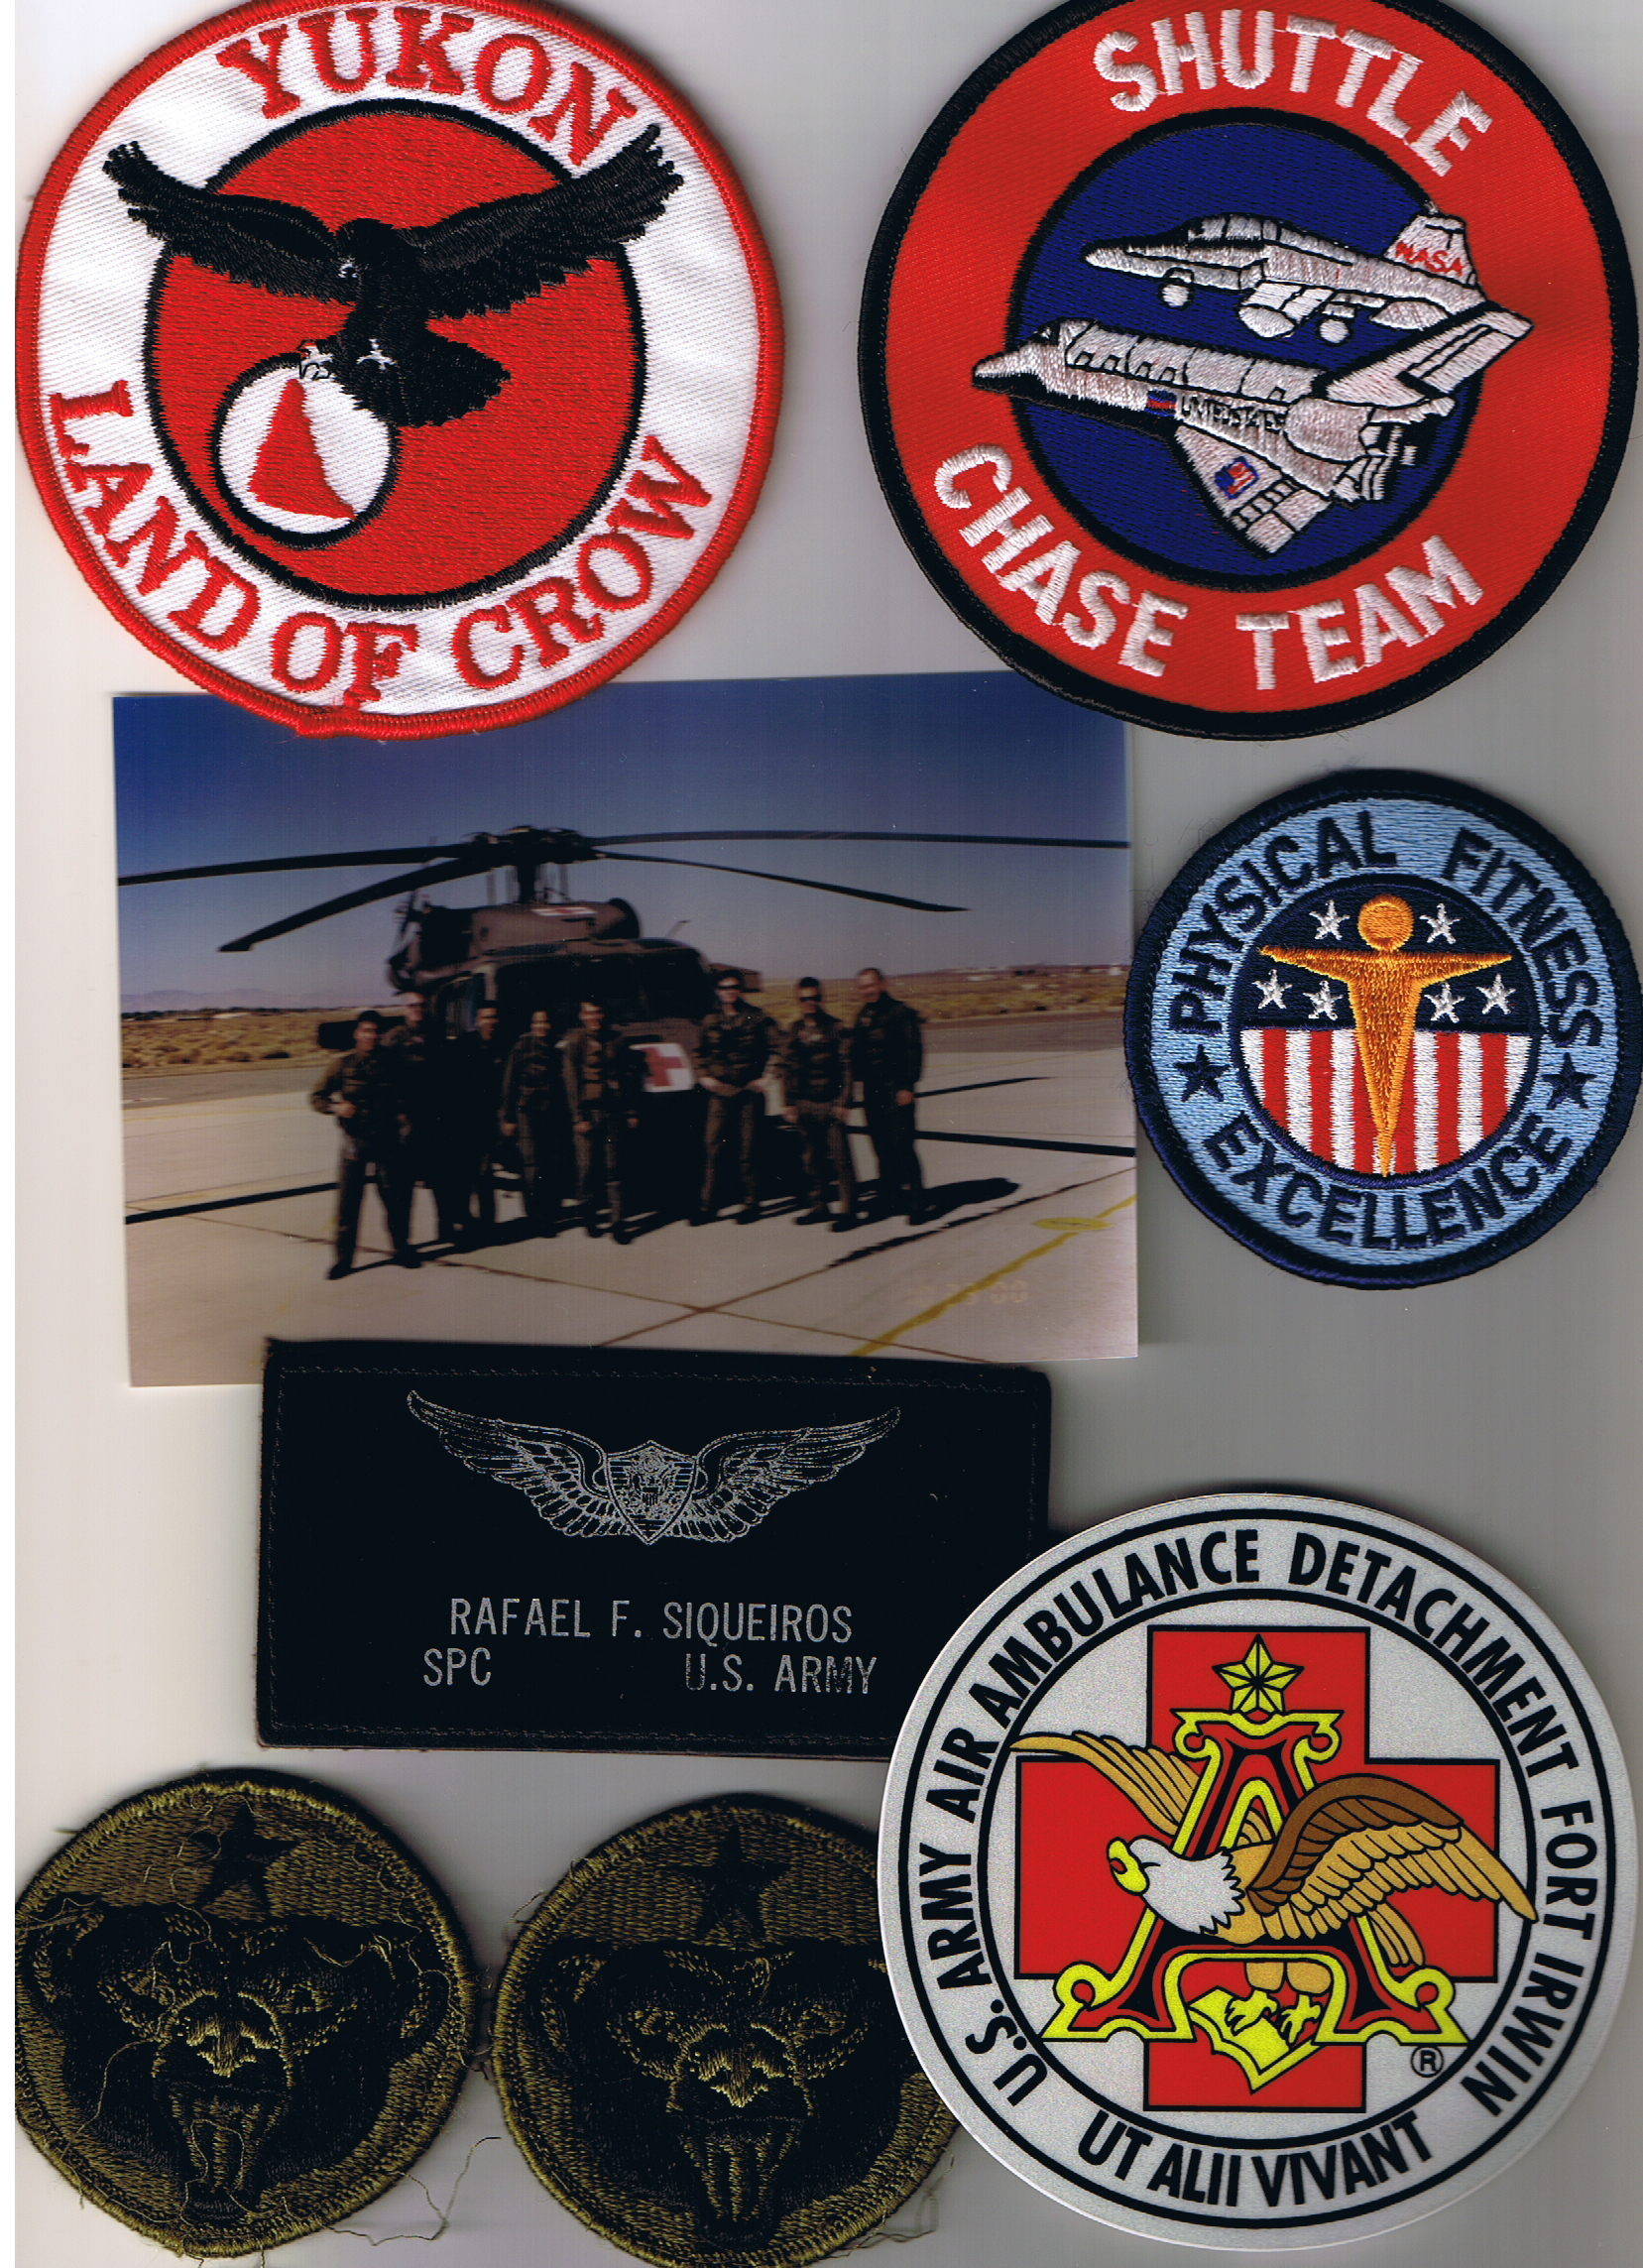 YUKON
LAND OF CROW
SHUTTLE
NASA
UNITED STATES
CHASE TEAM
PHYSICAL FITNESS
EXCELLENCE
RAFAEL F. SIQUEIROS
SPC U.S. ARMY
U.S. ARMY AIR AMBULANCE DETACHMENT FORT IRWIN
A
®
UT ALII VIVANT